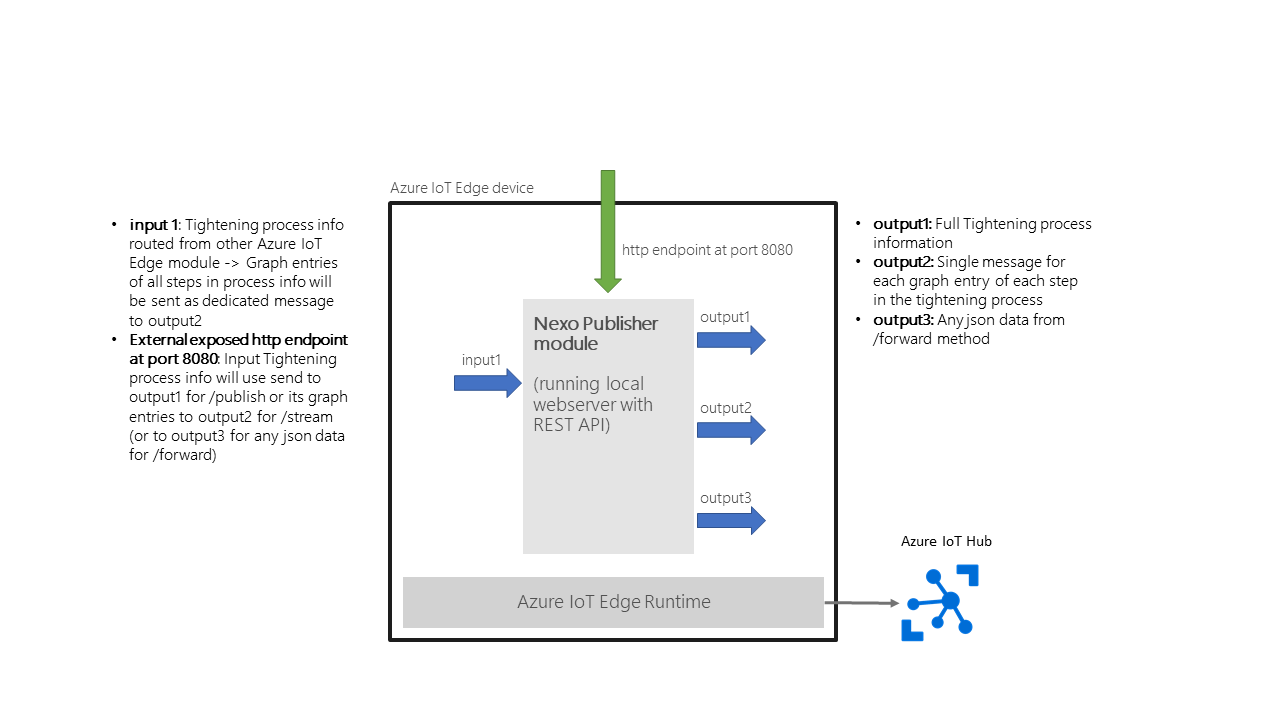 Azure IoT Edge device
• input 1: Tightening process info
routed from other Azure IoT
Edge module -> Graph entries
of all steps in process info will
be sent as dedicated message
to output2
• External exposed http endpoint
at port 8080: Input Tightening
process info will use send to
output1 for /publish or its graph
entries to output2 for /stream
(or to output3 for any json data
for /forward)
http endpoint at port 8080
input1
Nexo Publisher
module
(running local
webserver with
REST API)
output1
output2
output3
Azure IoT Edge Runtime
• output1: Full Tightening process
information
• output2: Single message for
each graph entry of each step
in the tightening process
• output3: Any json data from
/forward method
Azure IoT Hub